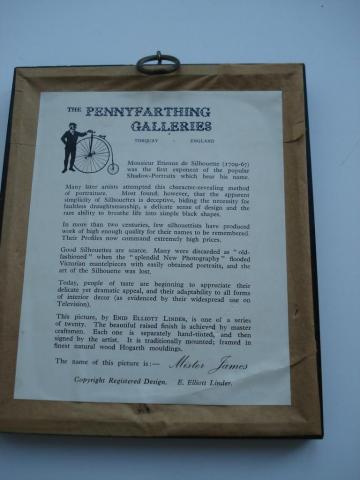 THE PENNYFARTHING
GALLERIES
TORQUAY · ENGLAND
Monsieur Etienne de Silhouette (1709-67)
was the first exponent of the popular
Shadow-Portraits which bear his name.
Many later artists attempted this character-revealing method
of portraiture. Most found, however, that the apparent
simplicity of Silhouettes is deceptive, hiding the necessity for
faultless draughtsmanship, a delicate sense of design and the
rare ability to breathe life into simple black shapes.
In more than two centuries, few silhouettists have produced
work of high enough quality for their names to be remembered.
Their Profiles now command extremely high prices.
Good Silhouettes are scarce. Many were discarded as "old-
fashioned" when the "splendid New Photography" flooded
Victorian mantelpieces with easily obtained portraits, and the
art of the Silhouette was lost.
Today, people of taste are beginning to appreciate their
delicate yet dramatic appeal, and their adaptability to all forms
of interior decor (as evidenced by their widespread use on
Television).
This picture, by ENID ELLIOTT LINDER, is one of a series
of twenty. The beautiful raised finish is achieved by master
craftsmen. Each one is separately hand-tinted, and then
signed by the artist. It is traditionally mounted; framed in
finest natural wood Hogarth mouldings.
The name of this picture is:— Mister James
Copyright Registered Design. E. Elliott Linder.